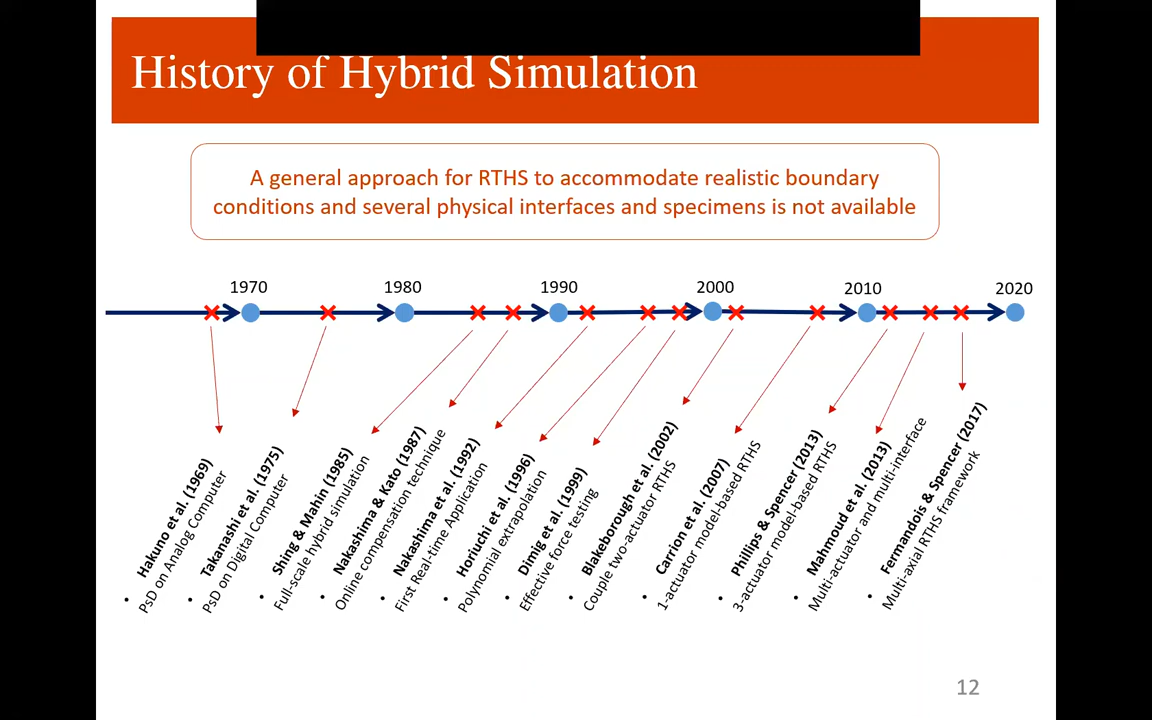 History of Hybrid Simulation
A general approach for RTHS to accommodate realistic boundary
conditions and several physical interfaces and specimens is not available
1970
1980
1990
2000
2010
2020
• Hakuno et al. (1969)
PsD on Analog Computer
• Takanashi et al. (1975)
PsD on Digital Computer
• Shing & Mahin (1985)
Full-scale hybrid simulation
• Nakashima & Kato (1987)
Online compensation technique
• Nakashima et al. (1992)
First Real-time Application
• Horiuchi et al. (1996)
Polynomial extrapolation
• Dimig et al. (1999)
Effective force testing
• Blakeborough et al. (2002)
Couple two-actuator RTHS
• Carrion et al. (2007)
1-actuator model-based RTHS
• Phillips & Spencer (2013)
3-actuator model-based RTHS
• Mahmoud et al. (2013)
Multi-actuator and multi-interface
• Fermandois & Spencer (2017)
Multi-axial RTHS framework
12